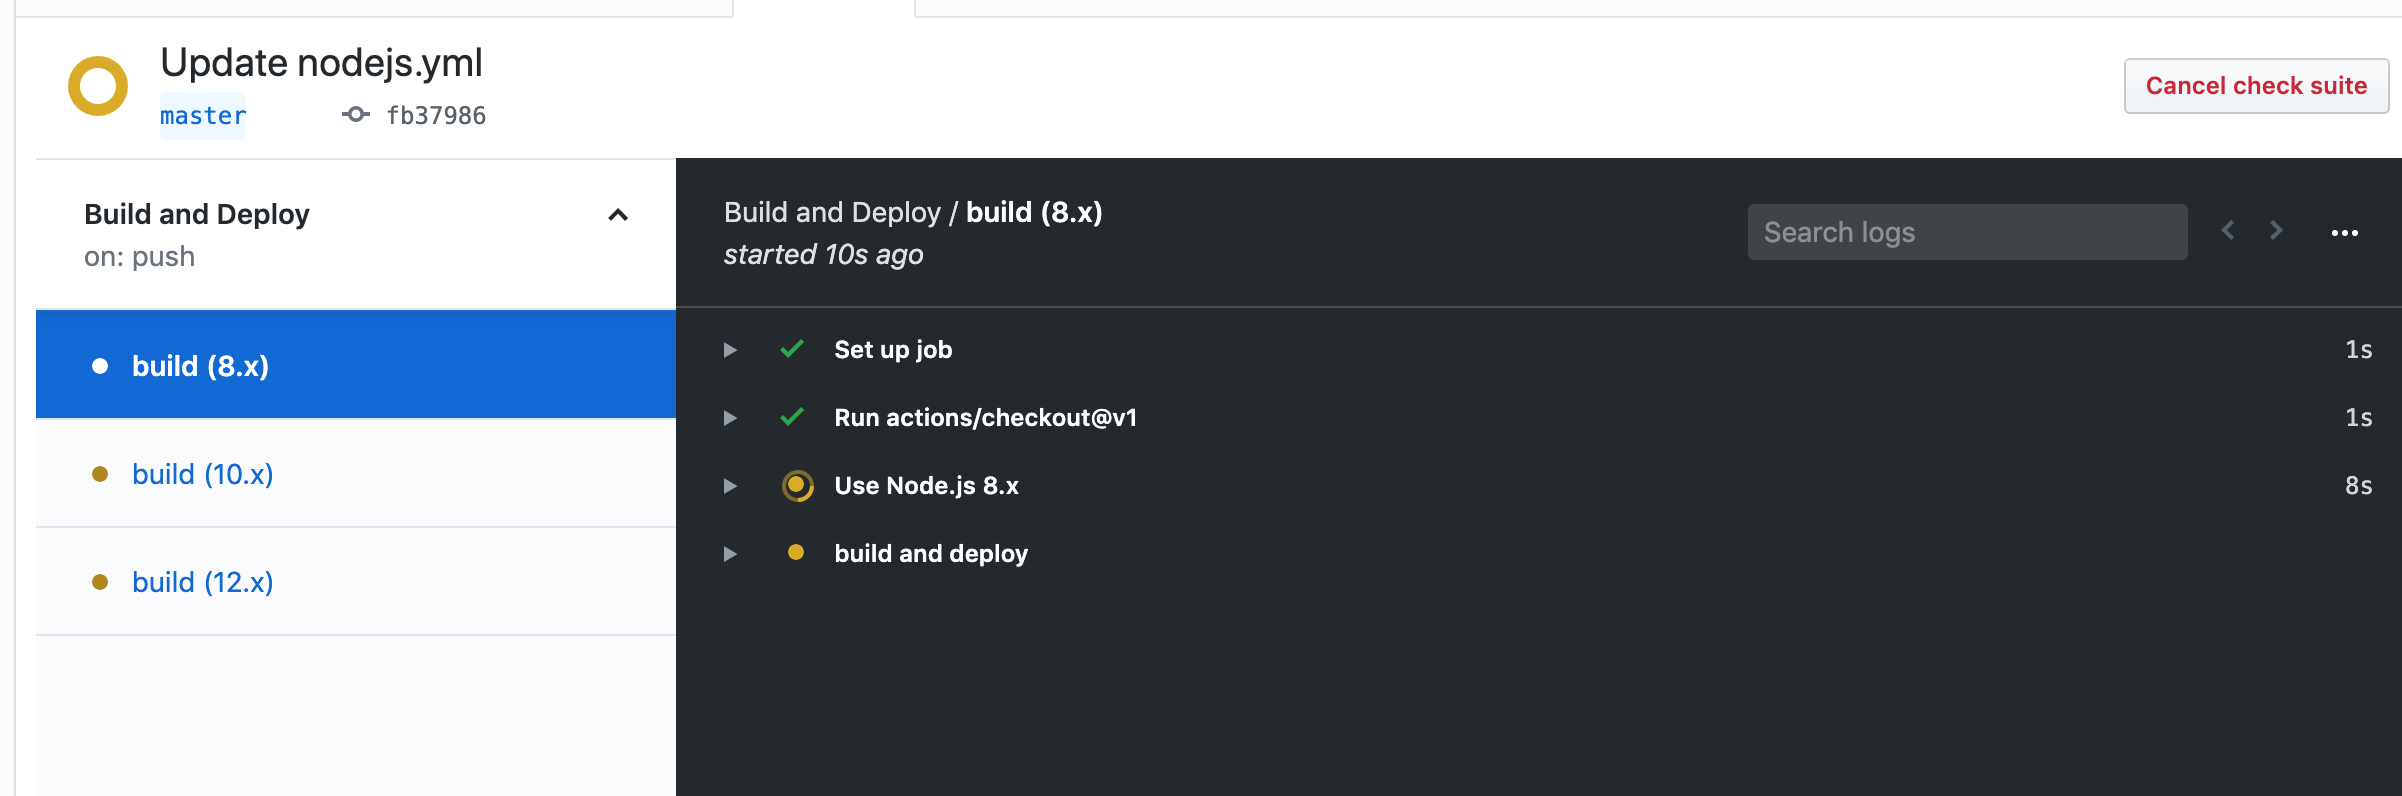 Update nodejs.yml
master fb37986
Cancel check suite
Build and Deploy
on: push
build (8.x)
build (10.x)
build (12.x)
Build and Deploy / build (8.x)
started 10s ago
Search logs
Set up job 1s
Run actions/checkout@v1 1s
Use Node.js 8.x 8s
build and deploy